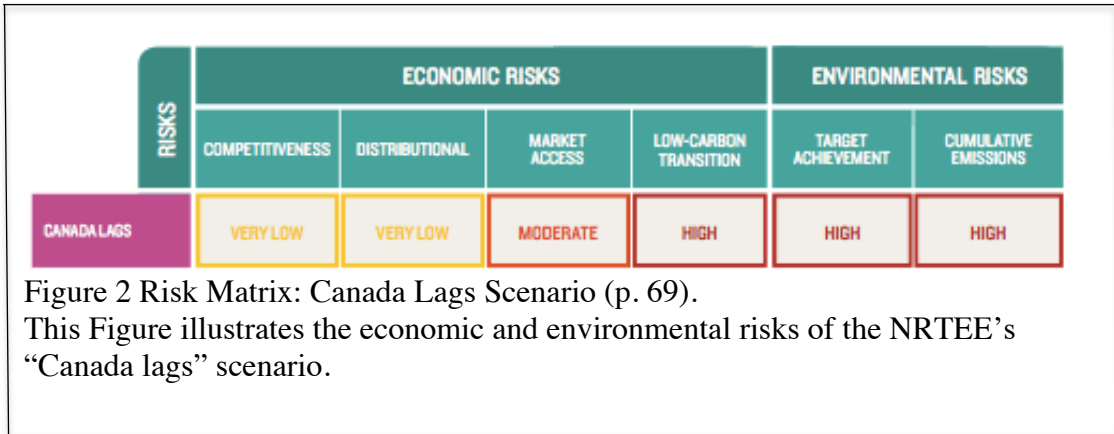 RISKS
ECONOMIC RISKS
ENVIRONMENTAL RISKS
COMPETITIVENESS
DISTRIBUTIONAL
MARKET
ACCESS
LOW-CARBON
TRANSITION
TARGET
ACHIEVEMENT
CUMULATIVE
EMISSIONS
CANADA LAGS
VERY LOW
VERY LOW
MODERATE
HIGH
HIGH
HIGH
Figure 2 Risk Matrix: Canada Lags Scenario (p. 69).
This Figure illustrates the economic and environmental risks of the NRTEE’s
“Canada lags” scenario.